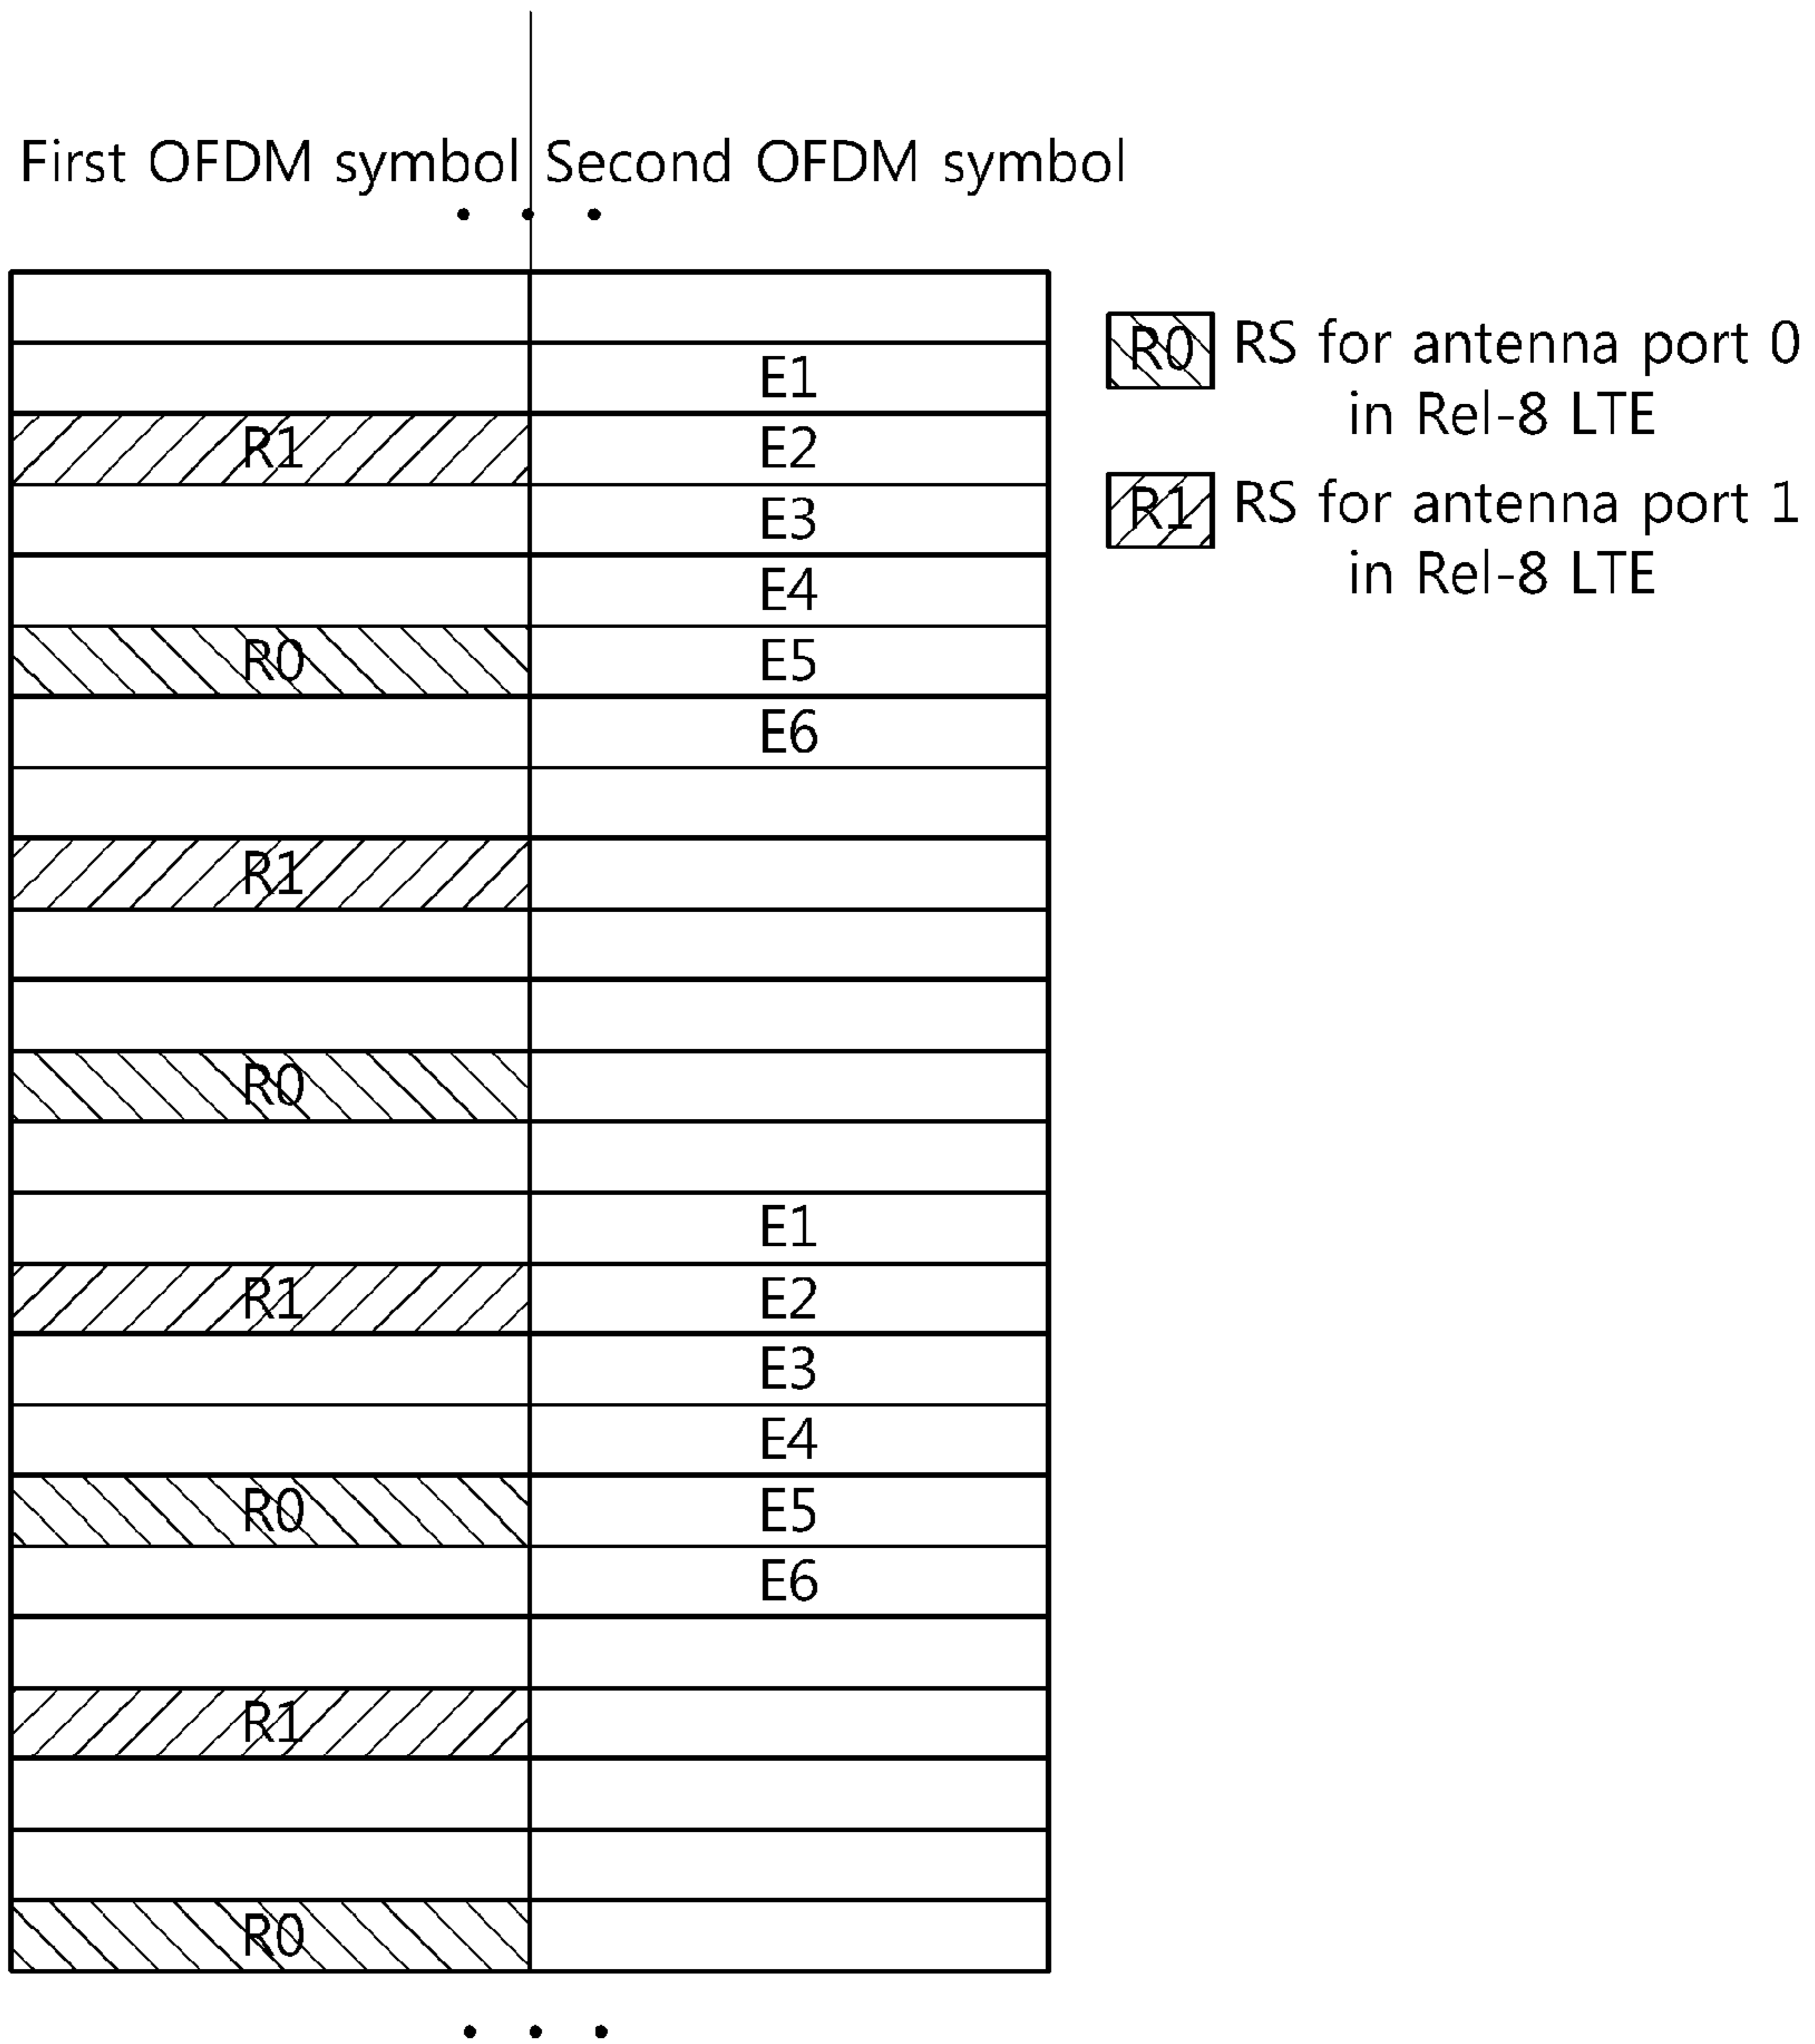 First OFDM symbol Second OFDM symbol
. . .
E1
R1 E2
E3
E4
R0 E5
E6
R1
R0
E1
R1 E2
E3
E4
R0 E5
E6
R1
R0
. . .
R0 RS for antenna port 0
in Rel-8 LTE
R1 RS for antenna port 1
in Rel-8 LTE